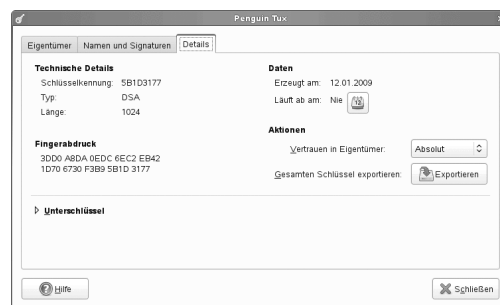 Penguin Tux
Eigentümer Namen und Signaturen Details
Technische Details
Schlüsselkennung: 5B1D3177
Typ: DSA
Länge: 1024
Fingerabdruck
3DD0 A8DA 0EDC 6EC2 EB42
1D70 6730 F3B9 5B1D 3177
Daten
Erzeugt am: 12.01.2009
Läuft ab am: Nie 12
Aktionen
Vertrauen in Eigentümer: Absolut
Gesamten Schlüssel exportieren: Exportieren
Unterschlüssel
Hilfe Schließen